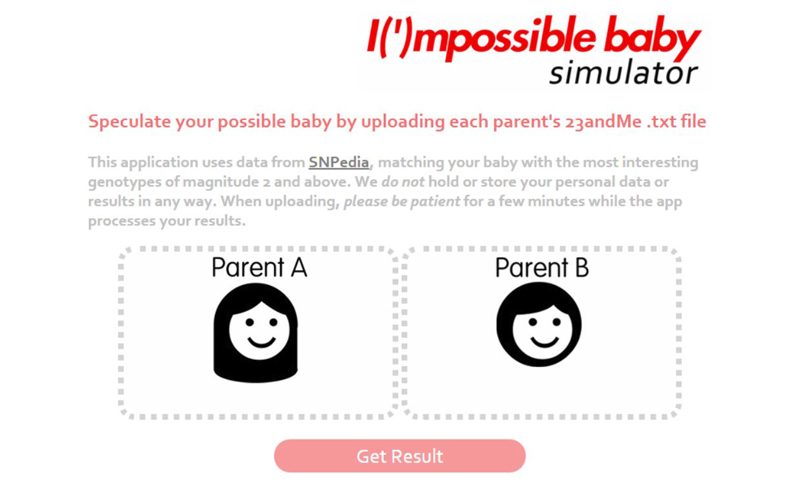 I(')mpossible baby
simulator
Speculate your possible baby by uploading each parent's 23andMe .txt file
This application uses data from SNPedia, matching your baby with the most interesting
genotypes of magnitude 2 and above. We do not hold or store your personal data or
results in any way. When uploading, please be patient for a few minutes while the app
processes your results.
Parent A
Parent B
Get Result